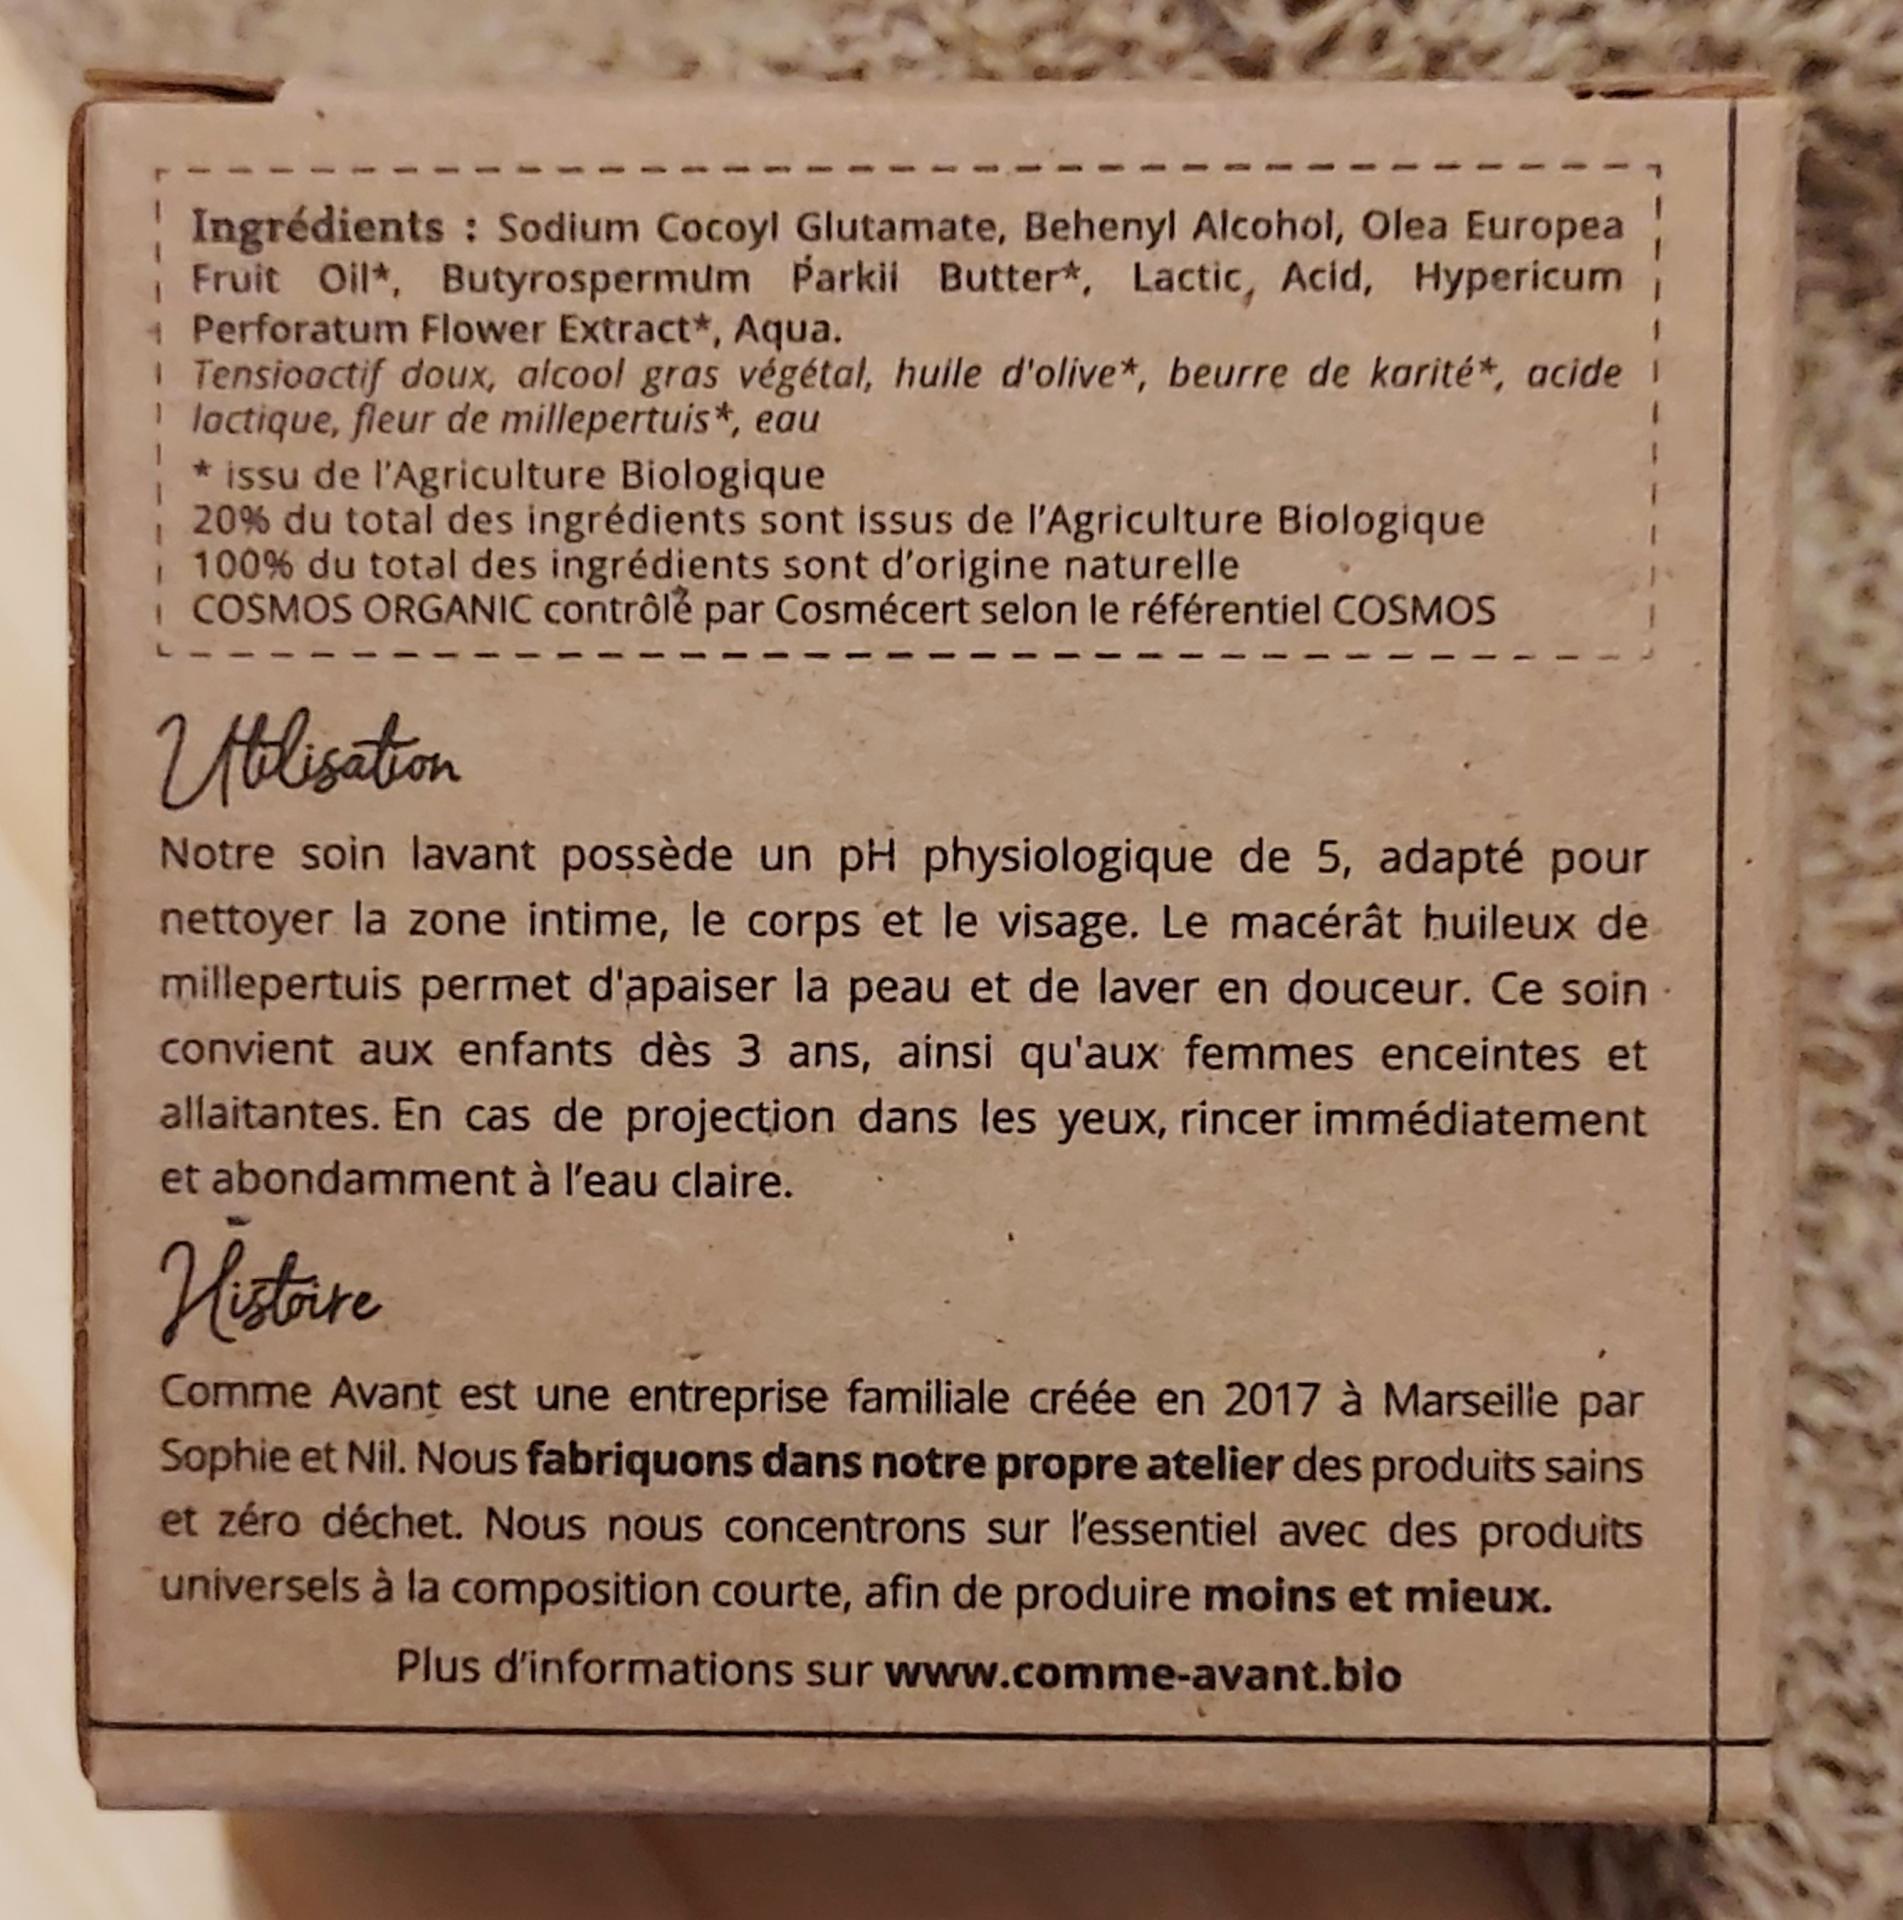 Ingrédients : Sodium Cocoyl Glutamate, Behenyl Alcohol, Olea Europea
Fruit Oil*, Butyrospermum Parkii Butter*, Lactic, Acid, Hypericum
Perforatum Flower Extract*, Aqua.
Tensioactif doux, alcool gras végétal, huile d'olive*, beurre de karité*, acide
lactique, fleur de millepertuis*, eau
* issu de l'Agriculture Biologique
20% du total des ingrédients sont issus de l'Agriculture Biologique
100% du total des ingrédients sont d'origine naturelle
COSMOS ORGANIC contrôlé par Cosmécert selon le référentiel COSMOS
Utilisation
Notre soin lavant possède un pH physiologique de 5, adapté pour
nettoyer la zone intime, le corps et le visage. Le macérât huileux de
millepertuis permet d'apaiser la peau et de laver en douceur. Ce soin
convient aux enfants dès 3 ans, ainsi qu'aux femmes enceintes et
allaitantes. En cas de projection dans les yeux, rincer immédiatement
et abondamment à l'eau claire.
Histoire
Comme Avant est une entreprise familiale créée en 2017 à Marseille par
Sophie et Nil. Nous fabriquons dans notre propre atelier des produits sains
et zéro déchet. Nous nous concentrons sur l'essentiel avec des produits
universels à la composition courte, afin de produire moins et mieux.
Plus d'informations sur www.comme-avant.bio